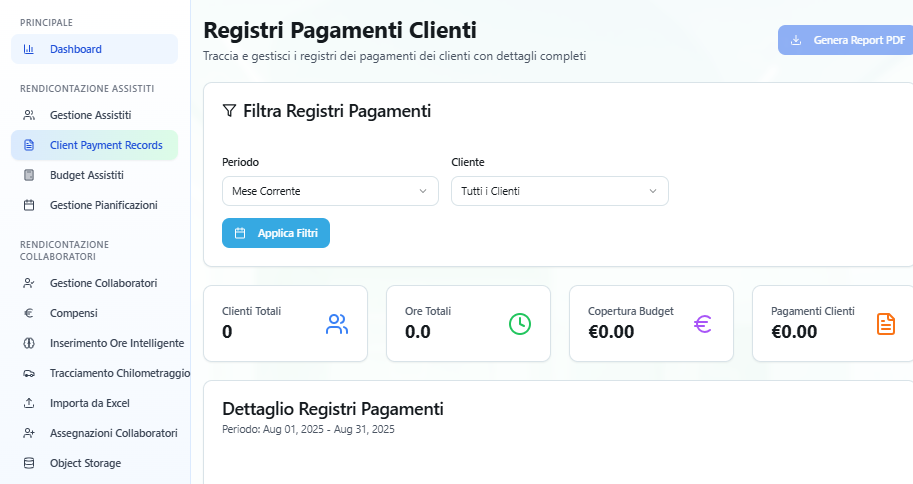 PRINCIPALE
Dashboard
RENDICONTAZIONE ASSISTITI
Gestione Assistiti
Client Payment Records
Budget Assistiti
Gestione Pianificazioni
RENDICONTAZIONE
COLLABORATORI
Gestione Collaboratori
Compensi
Inserimento Ore Intelligente
Tracciamento Chilometraggio
Importa da Excel
Assegnazioni Collaboratori
Object Storage
Registri Pagamenti Clienti
Traccia e gestisci i registri dei pagamenti dei clienti con dettagli completi
Genera Report PDF
Filtra Registri Pagamenti
Periodo
Cliente
Mese Corrente
Tutti i Clienti
Applica Filtri
Clienti Totali
0
Ore Totali
0.0
Copertura Budget
€0.00
Pagamenti Clienti
€0.00
Dettaglio Registri Pagamenti
Periodo: Aug 01, 2025 - Aug 31, 2025